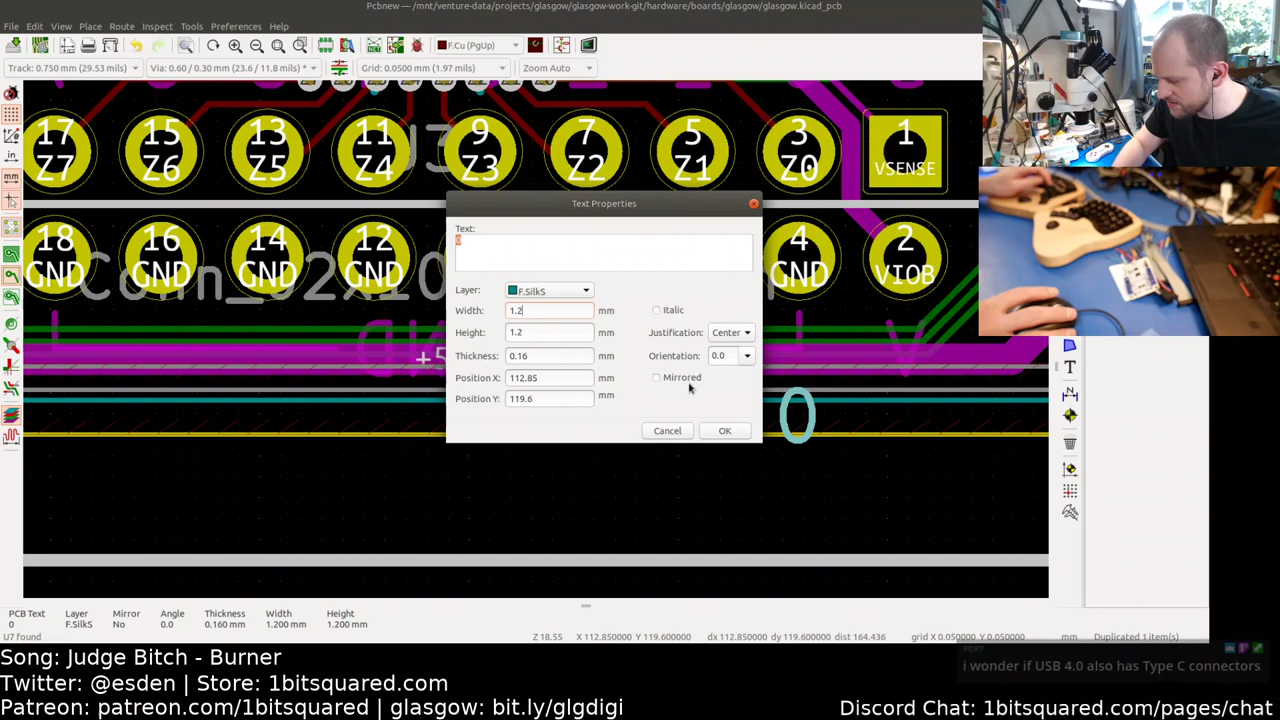 Pcbnew — /mnt/venture-data/projects/glasgow/glasgow-work-git/hardware/boards/glasgow/glasgow.kicad_pcb
File Edit View Place Route Inspect Tools Preferences Help
F.Cu (PgUp)
Track: 0.750 mm (29.53 mils) Via: 0.60 / 0.30 mm (23.6 / 11.8 mils) * Grid: 0.0500 mm (1.97 mils) Zoom Auto
in
mm
17 15 13 11 9 7 5 3 1
Z7 Z6 Z5 Z4 J3 Z3 Z2 Z1 Z0 VSENSE
18 16 14 12 4 2
GND GND GND GND GND VIOB
+5
0
Text Properties
Text:
0
Layer: F.SilkS
Width: 1.2 mm Italic
Height: 1.2 mm Justification: Center
Thickness: 0.16 mm Orientation: 0.0
Position X: 112.85 mm Mirrored
Position Y: 119.6 mm
Cancel OK
PCB Text Layer Mirror Angle Thickness Width Height
0 F.SilkS No 0.0 0.160 mm 1.200 mm 1.200 mm
U7 found Z 18.55 X 112.850000 Y 119.600000 dx 112.850000 dy 119.600000 dist 164.436 grid X 0.050000 Y 0.050000 mm Duplicated 1 item(s)
i wonder if USB 4.0 also has Type C connectors
Song: Judge Bitch - Burner
Twitter: @esden | Store: 1bitsquared.com
Patreon: patreon.com/1bitsquared | glasgow: bit.ly/glgdigi
Discord Chat: 1bitsquared.com/pages/chat